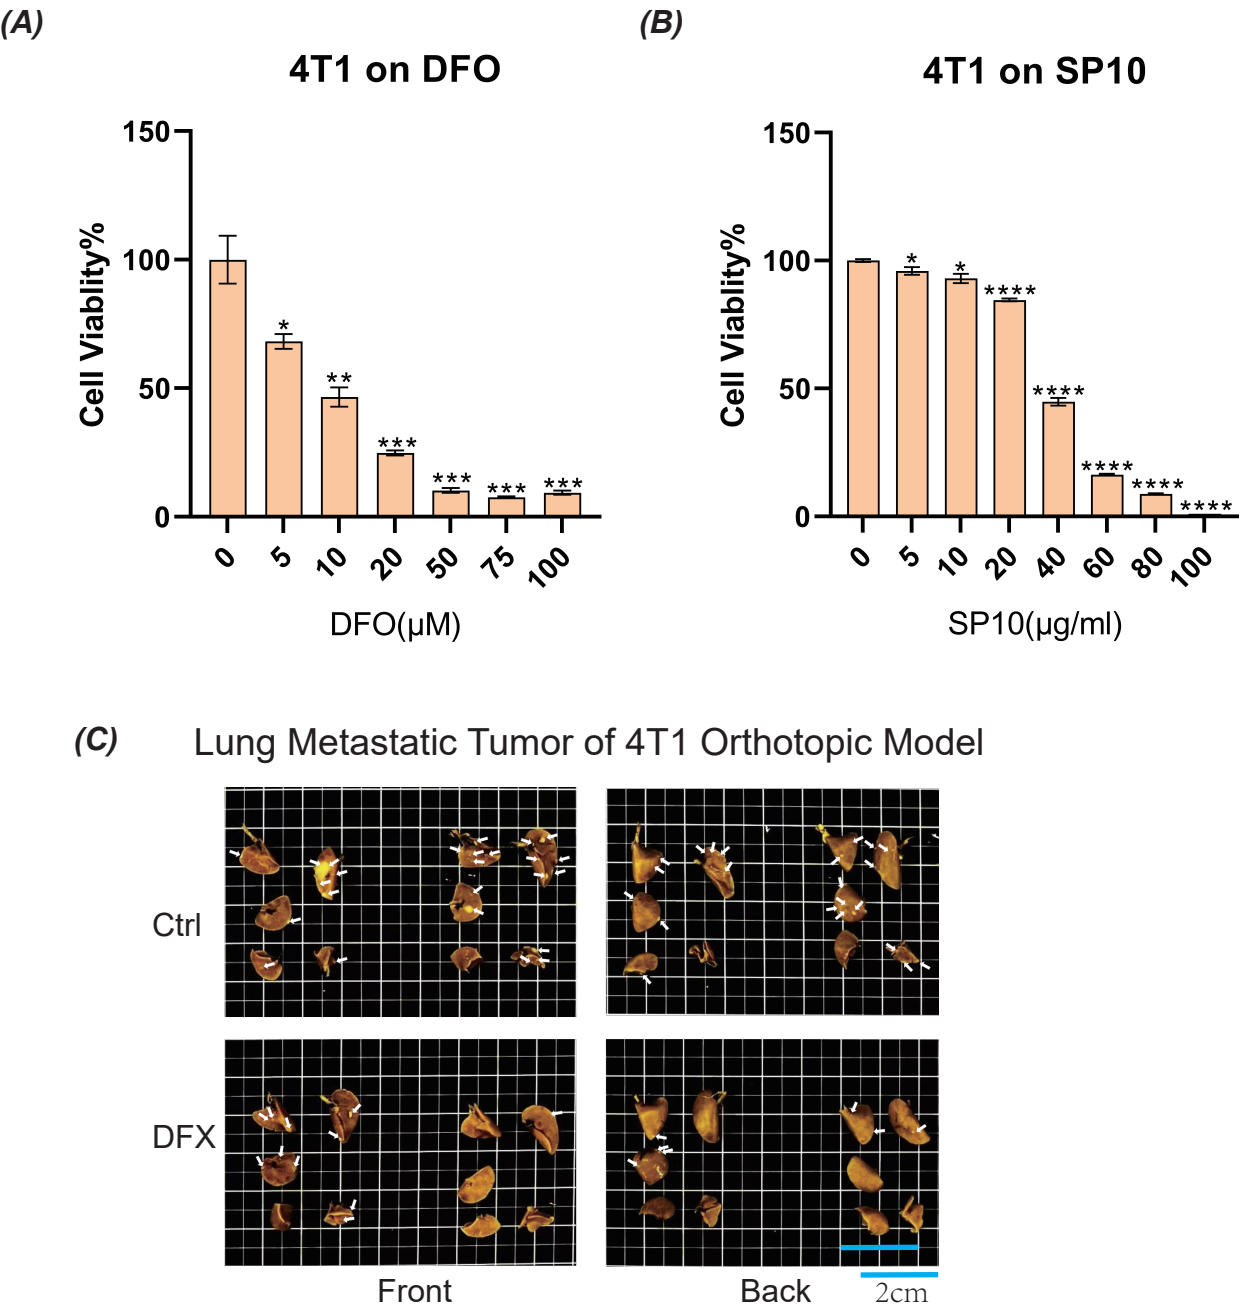 (A)
4T1 on DFO
150
100
50
0
Cell Viablity%
*
**
***
***
***
***
0 5 10 20 50 75 100
DFO(µM)
(B)
4T1 on SP10
150
100
50
0
Cell Viablity%
*
*
****
****
****
****
****
0 5 10 20 40 60 80 100
SP10(µg/ml)
(C) Lung Metastatic Tumor of 4T1 Orthotopic Model
Ctrl
DFX
Front
Back
2cm